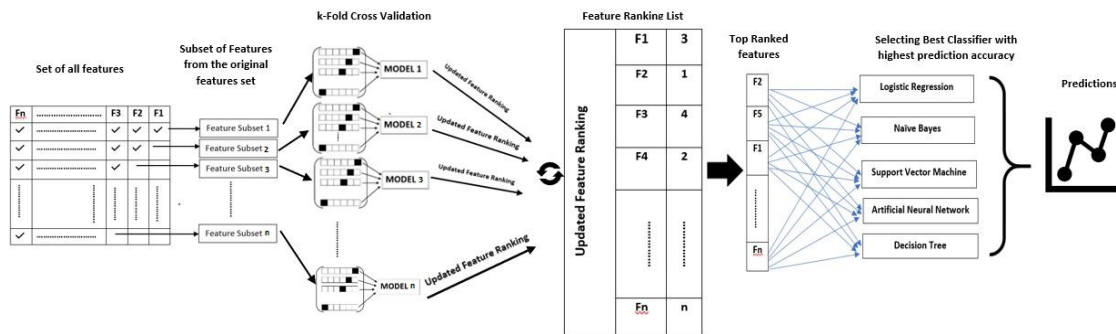 k-Fold Cross Validation
Feature Ranking List
Set of all features
Subset of Features
from the original
features set
Top Ranked
features
Selecting Best Classifier with
highest prediction accuracy
Predictions
Fn ............................ F3 F2 F1
✓ ............................ ✓ ✓ ✓
✓ ............................ ✓ ✓
✓ ............................ ✓
✓ ............................
Feature Subset 1
Feature Subset 2
Feature Subset 3
Feature Subset n
MODEL 1
MODEL 2
MODEL 3
MODEL n
Updated Feature Ranking
Updated Feature Ranking
Updated Feature Ranking
Updated Feature Ranking
Updated Feature Ranking
F1 3
F2 1
F3 4
F4 2
Fn n
F2
F5
F1
Fn
Logistic Regression
Naïve Bayes
Support Vector Machine
Artificial Neural Network
Decision Tree